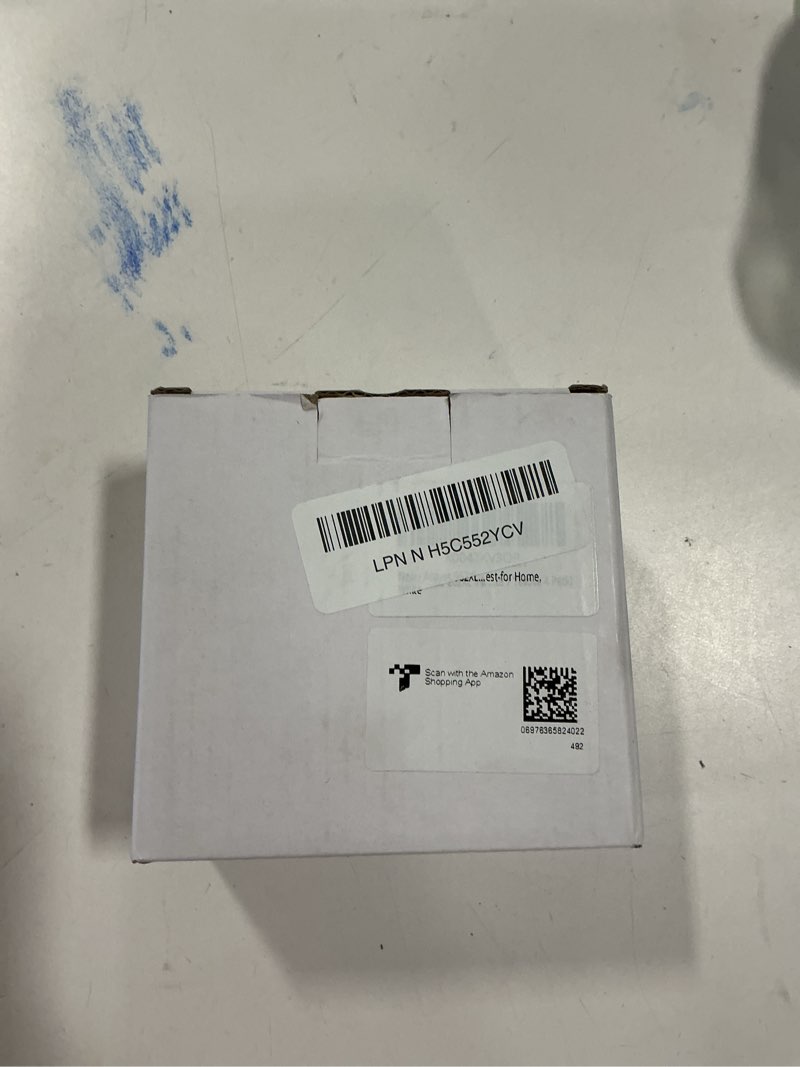 LPN N H5C552YCV
est-for Home,
Scan with the Amazon
Shopping App
06976365824022
492